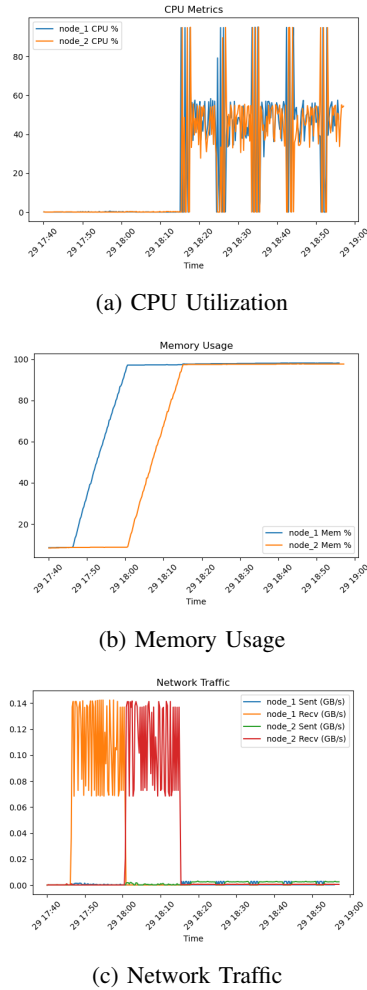 CPU Metrics
node_1 CPU %
node_2 CPU %
80
60
40
20
0
29 17:40
29 17:50
29 18:00
29 18:10
29 18:20
29 18:30
29 18:40
29 18:50
29 19:00
Time
(a) CPU Utilization
Memory Usage
100
80
60
40
20
node_1 Mem %
node_2 Mem %
29 17:40
29 17:50
29 18:00
29 18:10
29 18:20
29 18:30
29 18:40
29 18:50
29 19:00
Time
(b) Memory Usage
Network Traffic
0.14
0.12
0.10
0.08
0.06
0.04
0.02
0.00
node_1 Sent (GB/s)
node_1 Recv (GB/s)
node_2 Sent (GB/s)
node_2 Recv (GB/s)
29 17:40
29 17:50
29 18:00
29 18:10
29 18:20
29 18:30
29 18:40
29 18:50
29 19:00
Time
(c) Network Traffic